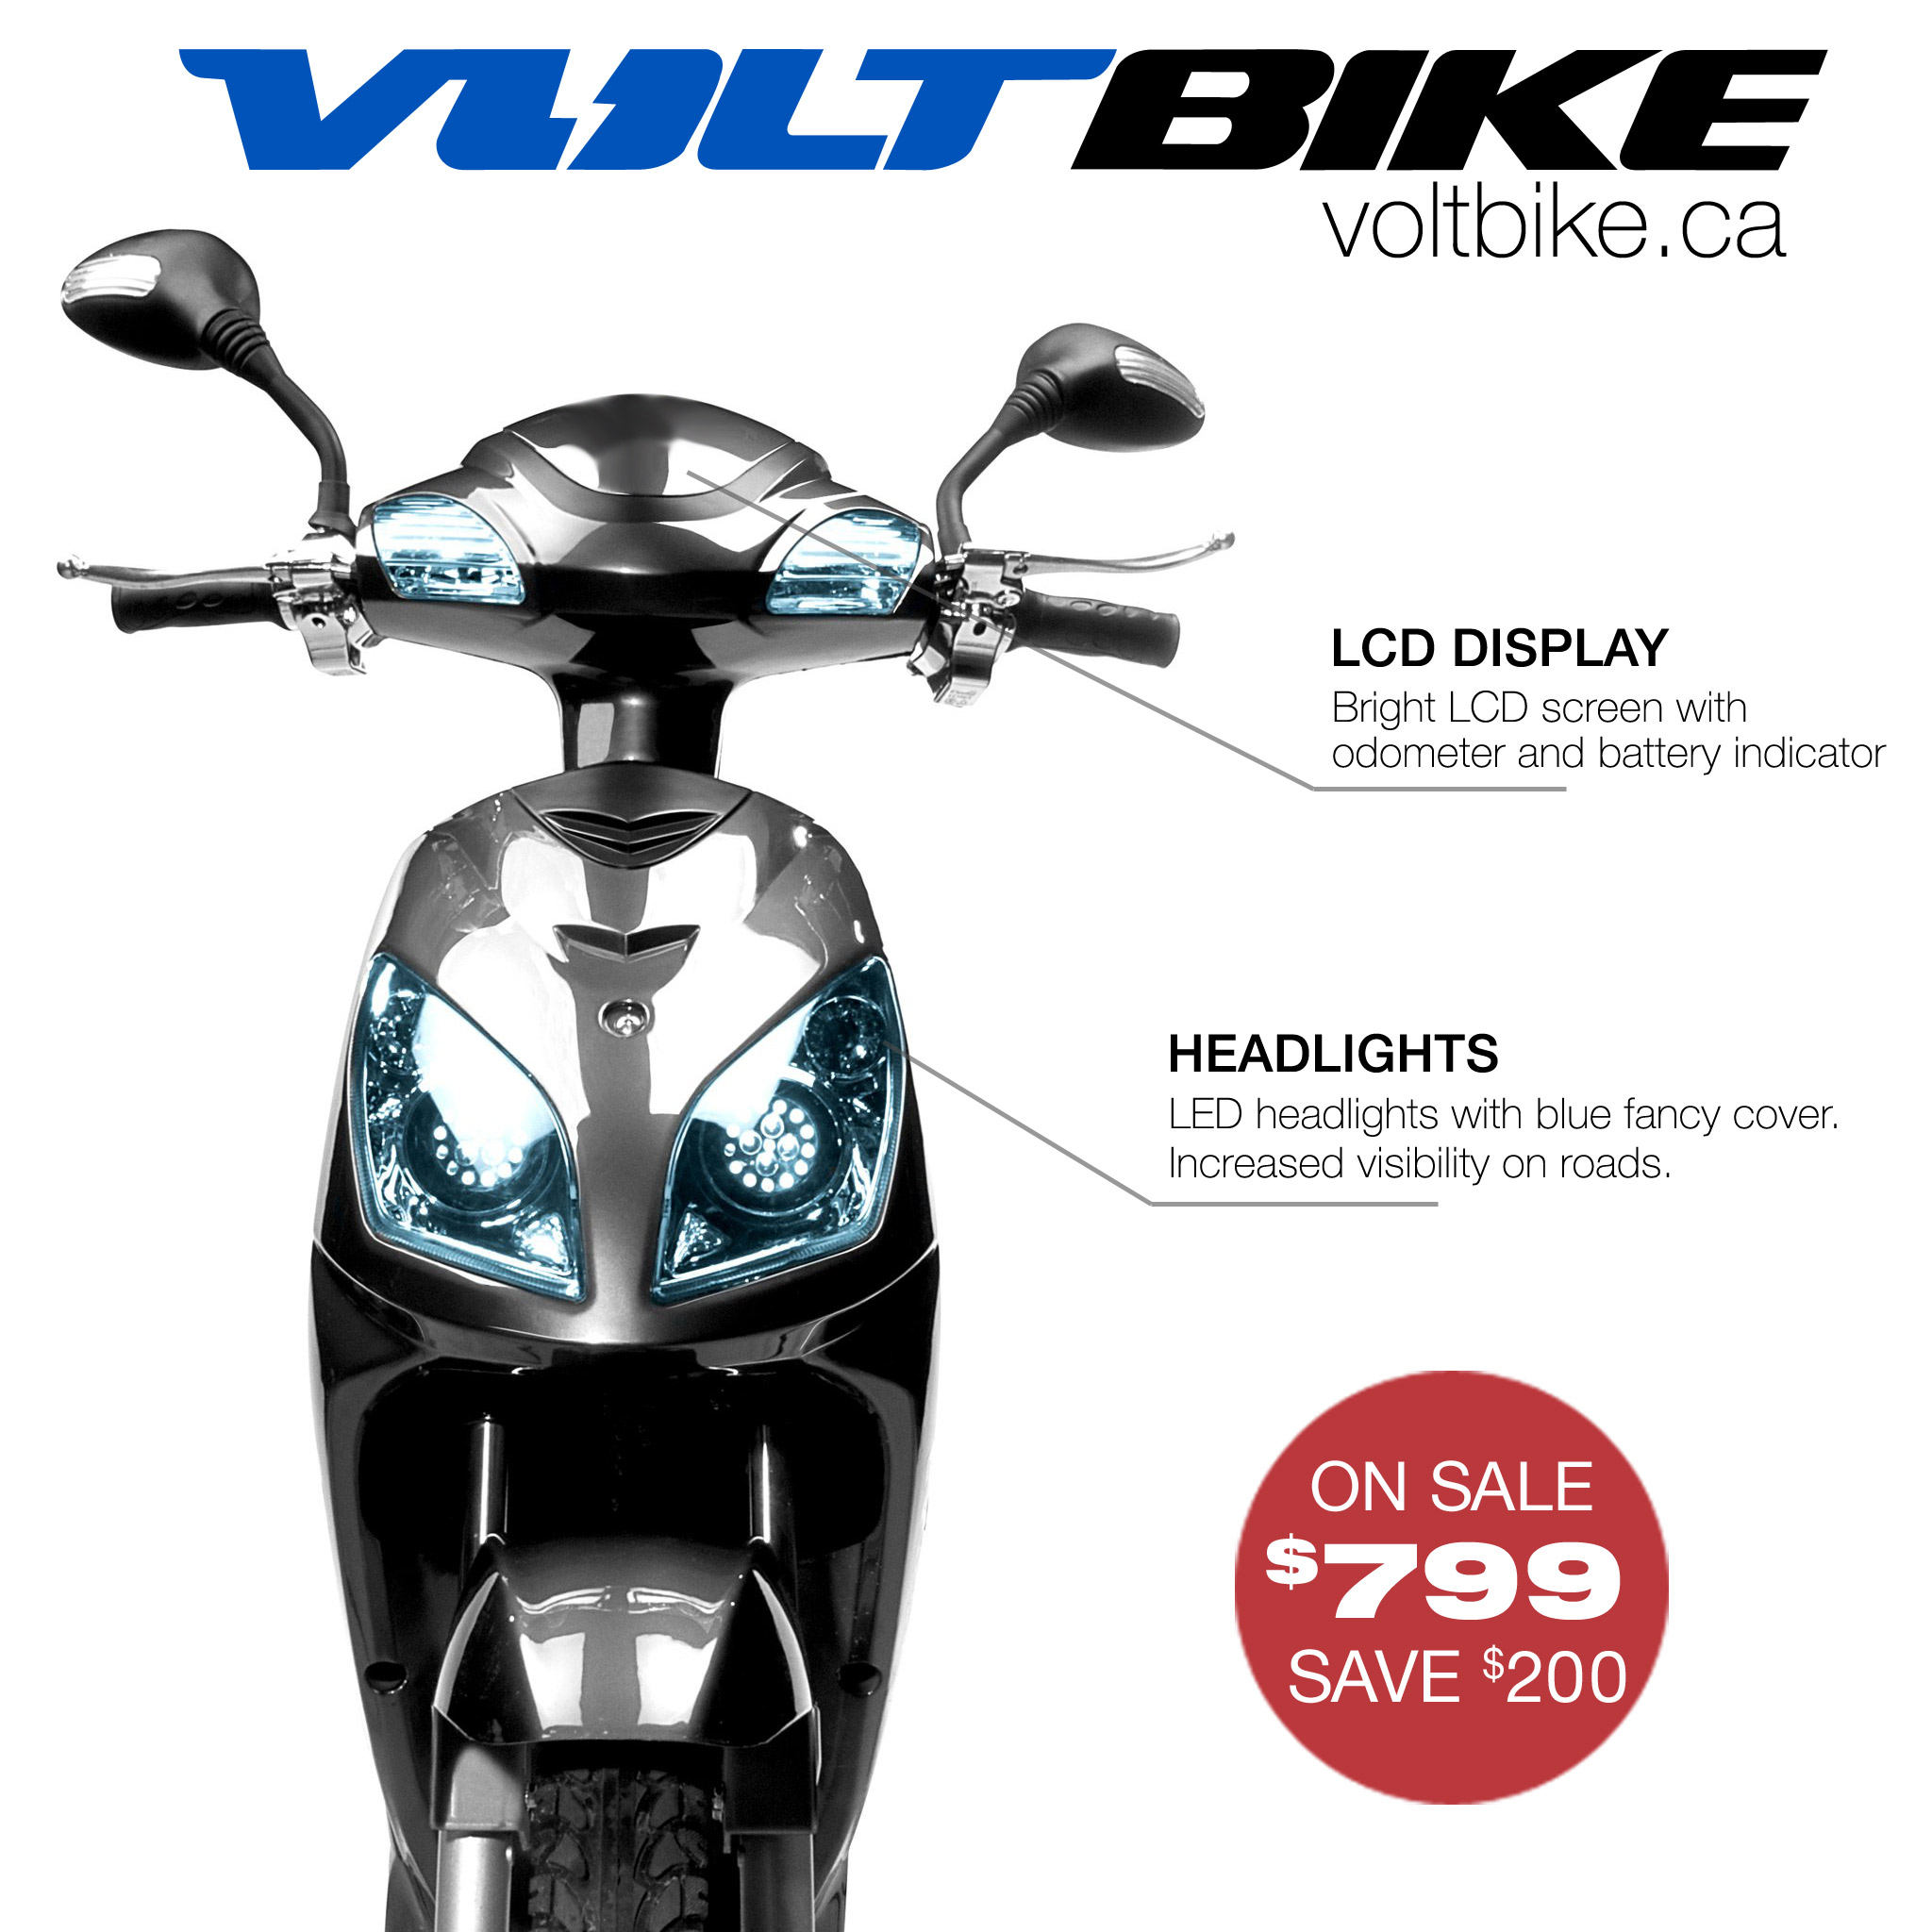 VOLTBIKE
voltbike.ca
LCD DISPLAY
Bright LCD screen with
odometer and battery indicator
HEADLIGHTS
LED headlights with blue fancy cover.
Increased visibility on roads.
ON SALE
$799
SAVE $200